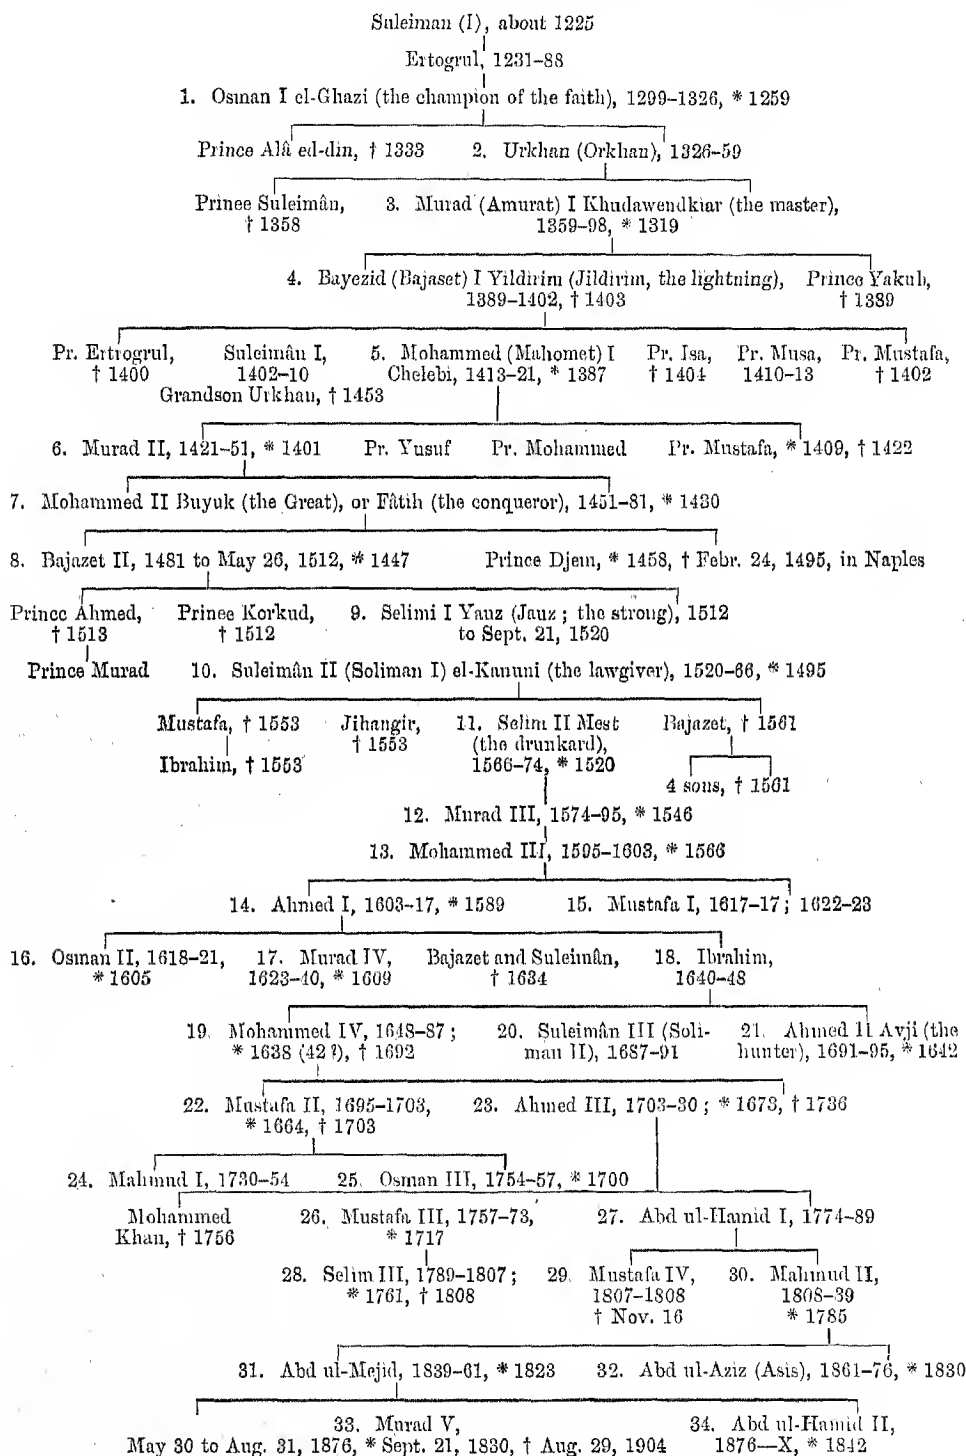 Suleiman (I), about 1225
Ertogrul, 1231–88
1. Osman I el-Ghazi (the champion of the faith), 1299–1326, * 1259
Prince Alâ ed-din, † 1333 2. Urkhan (Orkhan), 1326–59
Prince Suleimân, 3. Murad (Amurat) I Khudawendkiar (the master),
† 1358 1359–98, * 1319
4. Bayezid (Bajaset) I Yildirim (Jildirim, the lightning), Prince Yakub,
1389–1402, † 1403 † 1389
Pr. Ertrogrul, Suleimân I, 5. Mohammed (Mahomet) I Pr. Isa, Pr. Musa, Pr. Mustafa,
† 1400 1402–10 Chelebi, 1413–21, * 1387 † 1404 1410–13 † 1402
Grandson Urkhan, † 1453
6. Murad II, 1421–51, * 1401 Pr. Yusuf Pr. Mohammed Pr. Mustafa, * 1409, † 1422
7. Mohammed II Buyuk (the Great), or Fâtih (the conqueror), 1451–81, * 1430
8. Bajazet II, 1481 to May 26, 1512, * 1447 Prince Djem, * 1458, † Febr. 24, 1495, in Naples
Prince Ahmed, Prince Korkud, 9. Selimi I Yauz (Jauz; the strong), 1512
† 1513 † 1512 to Sept. 21, 1520
Prince Murad 10. Suleimân II (Soliman I) el-Kanuni (the lawgiver), 1520–66, * 1495
Mustafa, † 1553 Jihangir, 11. Selim II Mest Bajazet, † 1561
† 1553 (the drunkard),
Ibrahim, † 1553 1566–74, * 1520
4 sons, † 1561
12. Murad III, 1574–95, * 1546
13. Mohammed III, 1595–1603, * 1566
14. Ahmed I, 1603–17, * 1589 15. Mustafa I, 1617–17; 1622–23
16. Osman II, 1618–21, 17. Murad IV, Bajazet and Suleimân, 18. Ibrahim,
* 1605 1623–40, * 1609 † 1634 1640–48
19. Mohammed IV, 1648–87; 20. Suleimân III (Soli- 21. Ahmed II Avji (the
* 1638 (42?), † 1692 man II), 1687–91 hunter), 1691–95, * 1642
22. Mustafa II, 1695–1703, 23. Ahmed III, 1703–30; * 1673, † 1736
* 1664, † 1703
24. Mahmud I, 1730–54 25. Osman III, 1754–57, * 1700
Mohammed 26. Mustafa III, 1757–73, 27. Abd ul-Hamid I, 1774–89
Khan, † 1756 * 1717
28. Selim III, 1789–1807; 29. Mustafa IV, 30. Mahmud II,
* 1761, † 1808 1807–1808 1808–39
† Nov. 16 * 1785
31. Abd ul-Mejid, 1839–61, * 1823 32. Abd ul-Aziz (Asis), 1861–76, * 1830
33. Murad V, 34. Abd ul-Hamid II,
May 30 to Aug. 31, 1876, * Sept. 21, 1830, † Aug. 29, 1904 1876—X, * 1842